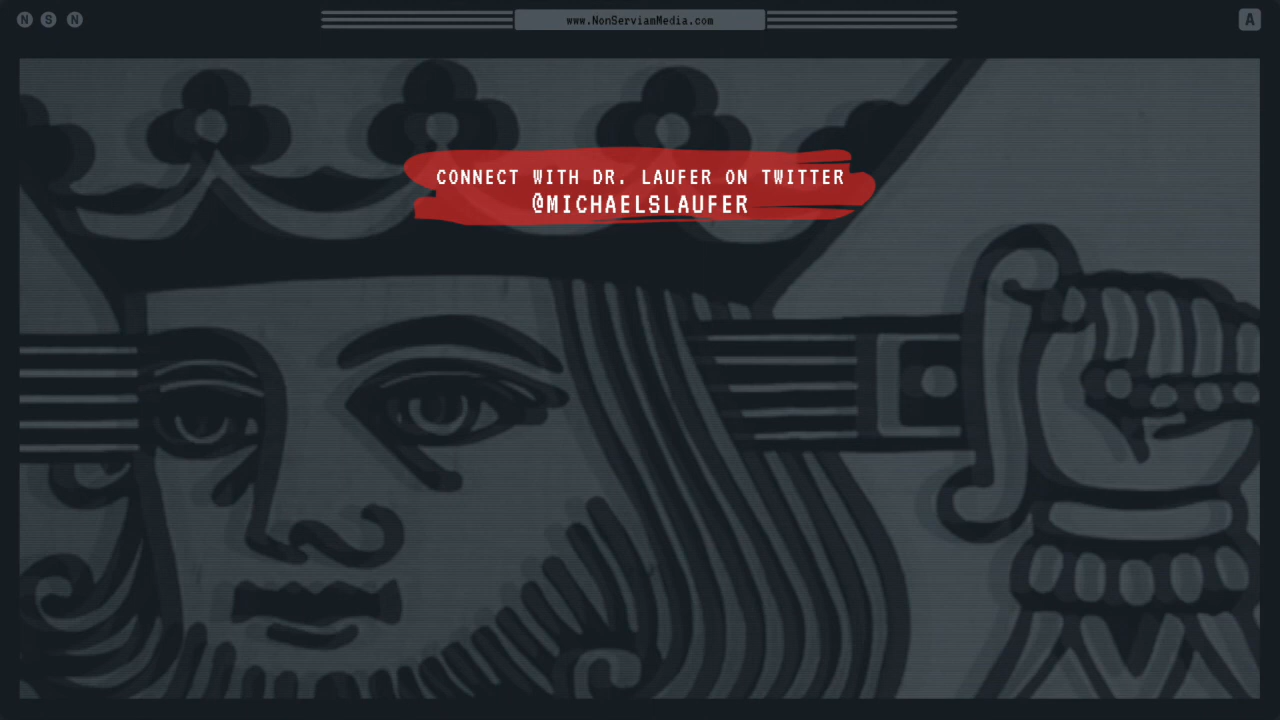 N S N
www.NonServiamMedia.com
A
CONNECT WITH DR. LAUFER ON TWITTER
@MICHAELSLAUFER